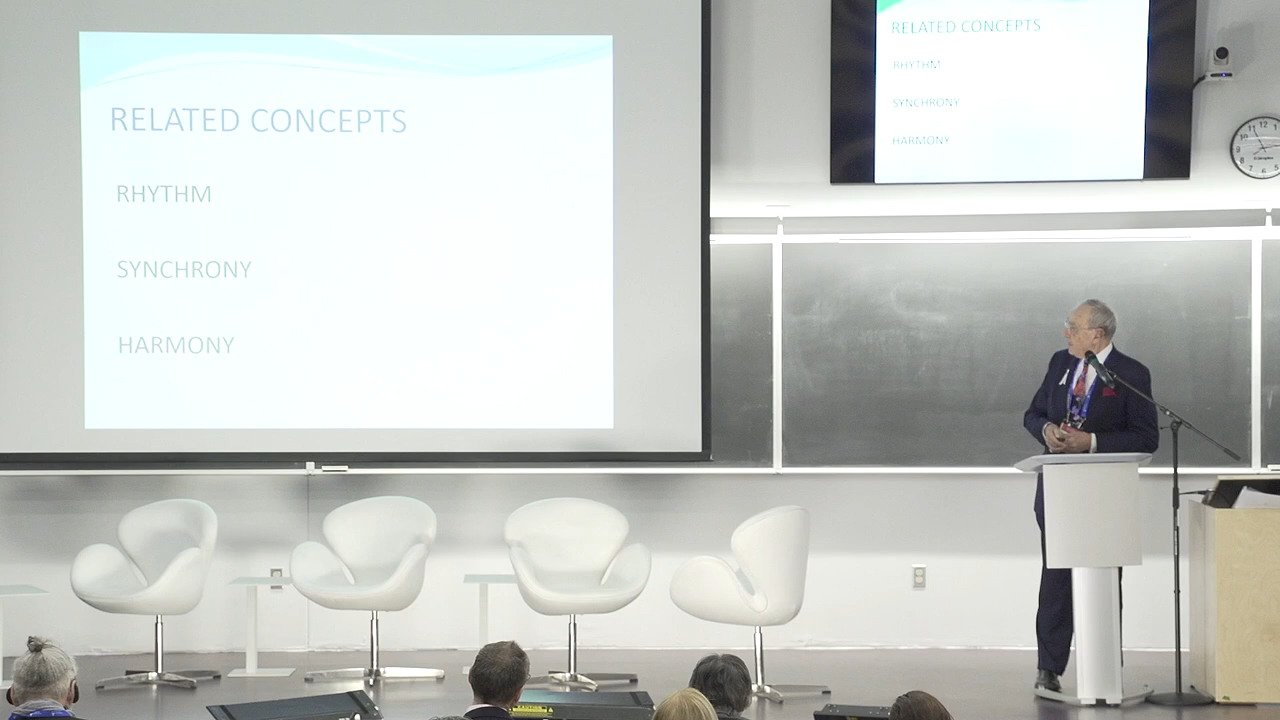 RELATED CONCEPTS
RHYTHM
SYNCHRONY
HARMONY
RELATED CONCEPTS
RHYTHM
SYNCHRONY
HARMONY